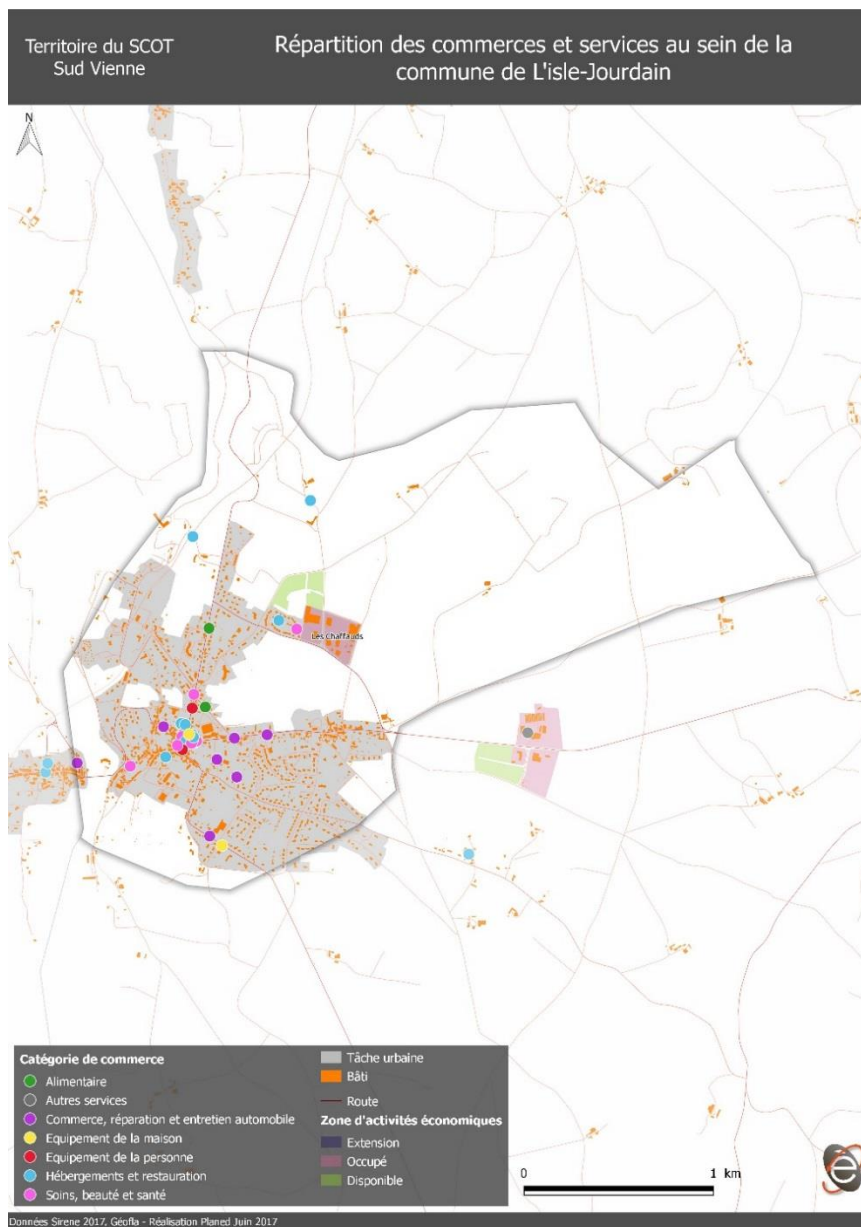 Territoire du SCOT
Sud Vienne
Répartition des commerces et services au sein de la
commune de L'isle-Jourdain
N
Les Chaffauds
Catégorie de commerce
Alimentaire
Autres services
Commerce, réparation et entretien automobile
Equipement de la maison
Equipement de la personne
Hébergements et restauration
Soins, beauté et santé
Tâche urbaine
Bâti
Route
Zone d'activités économiques
Extension
Occupé
Disponible
0 1 km
Données Sirene 2017, Géofla - Réalisation Planed Juin 2017